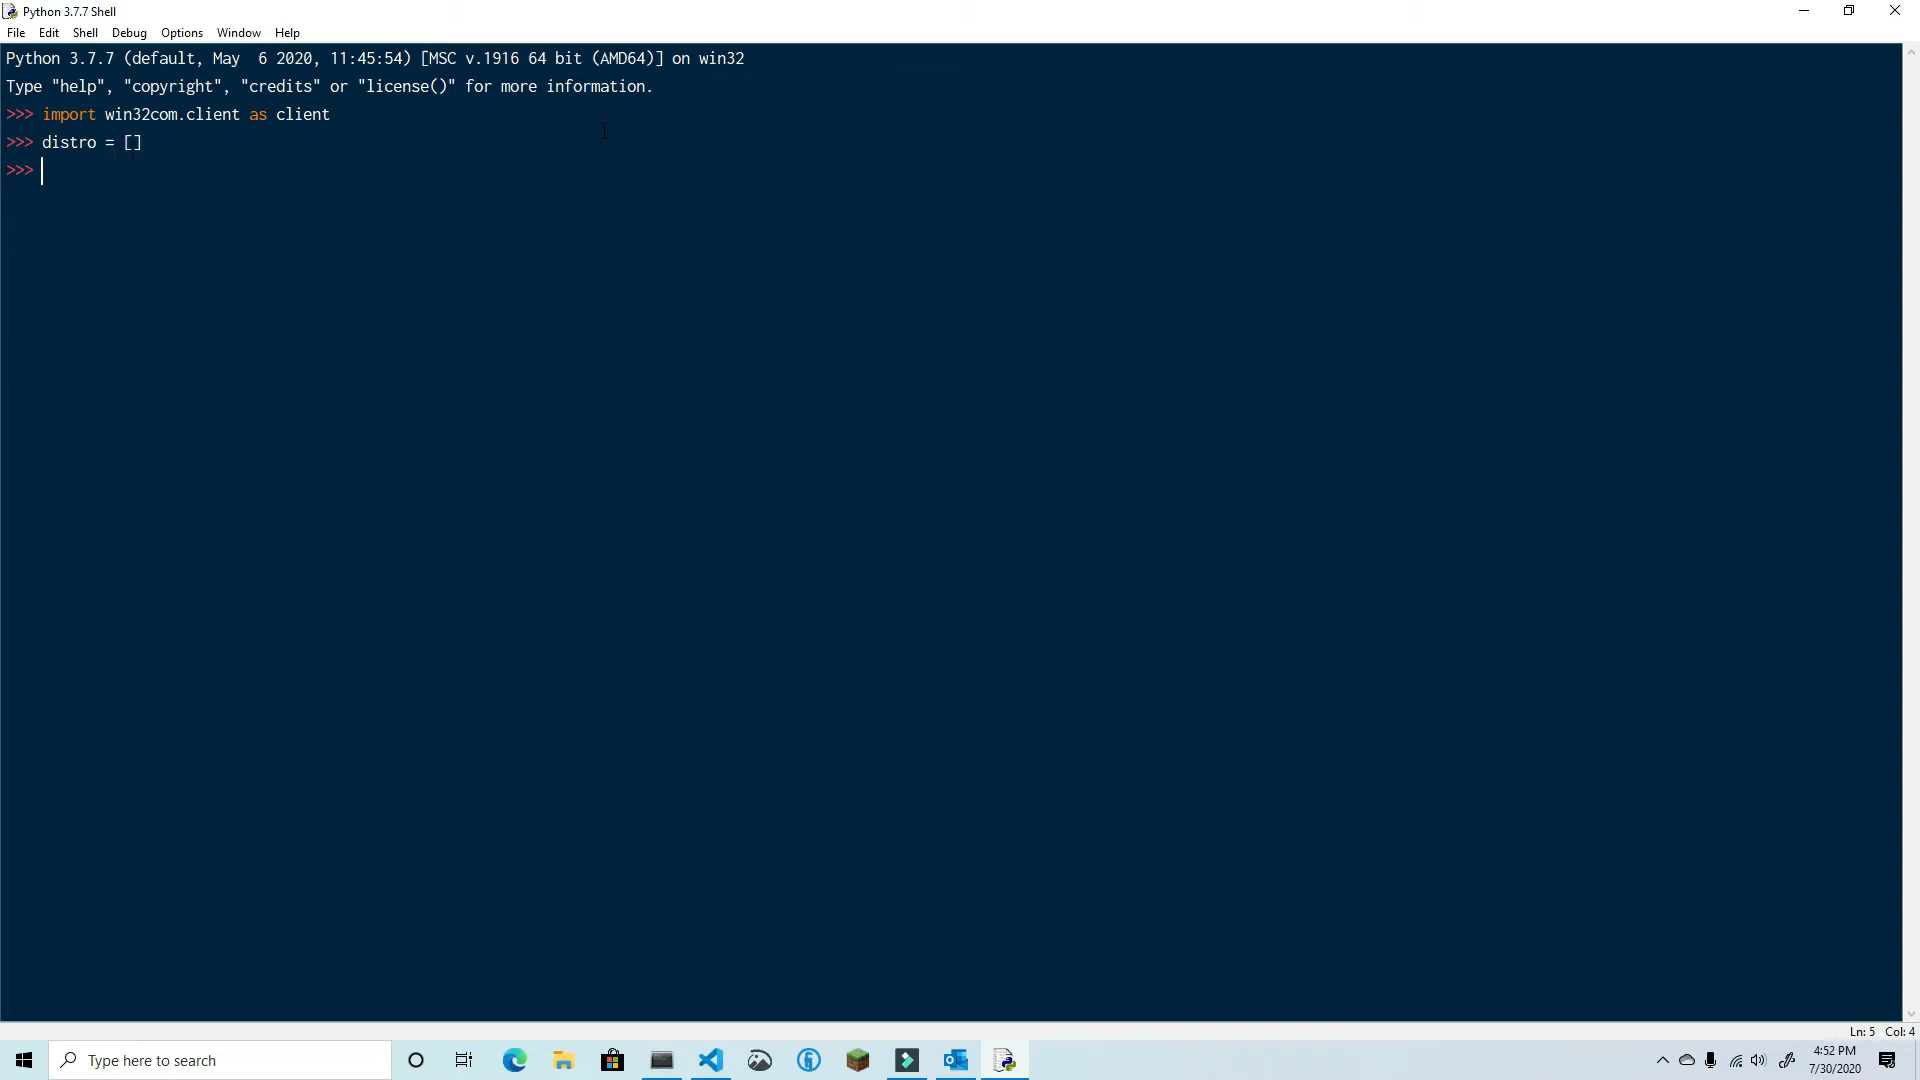 Python 3.7.7 Shell
File Edit Shell Debug Options Window Help
Python 3.7.7 (default, May  6 2020, 11:45:54) [MSC v.1916 64 bit (AMD64)] on win32
Type "help", "copyright", "credits" or "license()" for more information.
>>> import win32com.client as client
>>> distro = []
>>>
Ln: 5 Col: 4
Type here to search
4:52 PM
7/30/2020